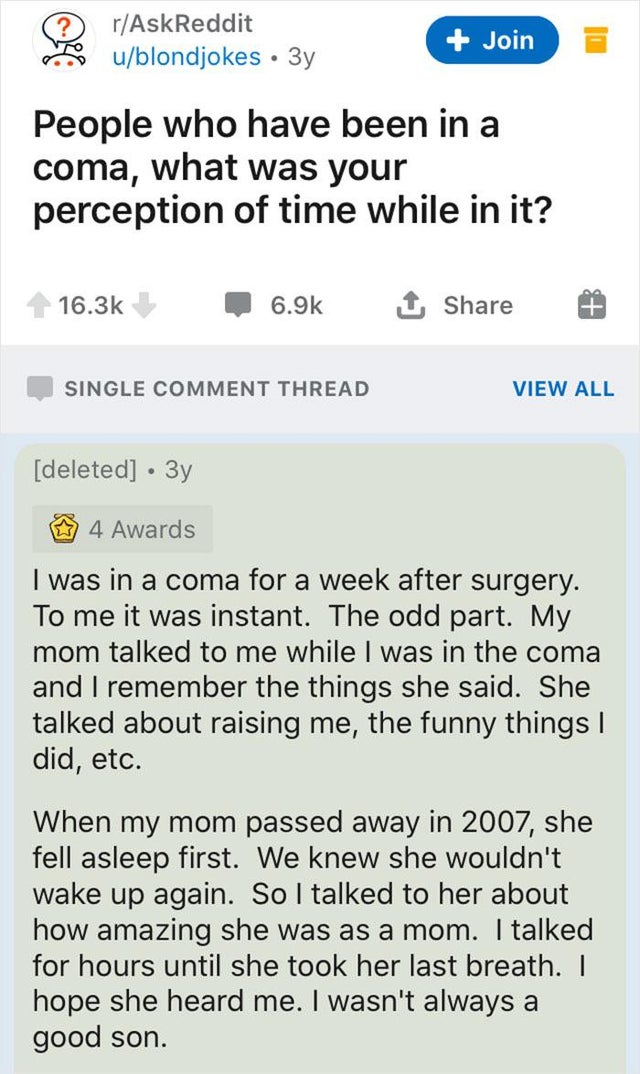 r/AskReddit
u/blondjokes • 3y
+ Join
People who have been in a
coma, what was your
perception of time while in it?
16.3k
6.9k
Share
SINGLE COMMENT THREAD
VIEW ALL
[deleted] • 3y
4 Awards
I was in a coma for a week after surgery.
To me it was instant.  The odd part.  My
mom talked to me while I was in the coma
and I remember the things she said.  She
talked about raising me, the funny things I
did, etc.
When my mom passed away in 2007, she
fell asleep first.  We knew she wouldn't
wake up again.  So I talked to her about
how amazing she was as a mom.  I talked
for hours until she took her last breath.  I
hope she heard me. I wasn't always a
good son.